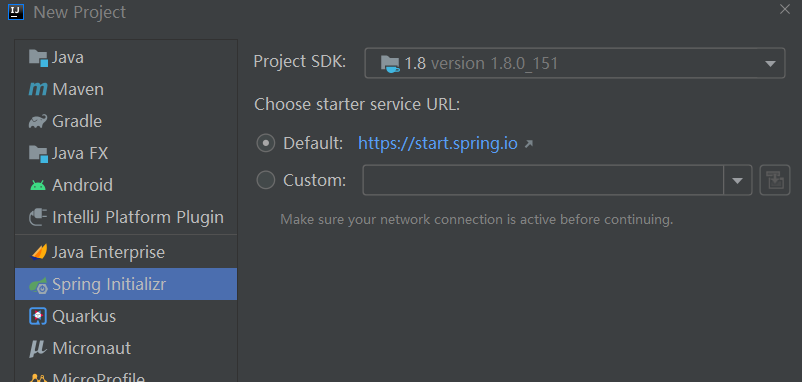 New Project
Java
Maven
Gradle
Java FX
Android
IntelliJ Platform Plugin
Java Enterprise
Spring Initializr
Quarkus
Micronaut
MicroProfile
Project SDK: 1.8 version 1.8.0_151
Choose starter service URL:
Default: https://start.spring.io
Custom:
Make sure your network connection is active before continuing.